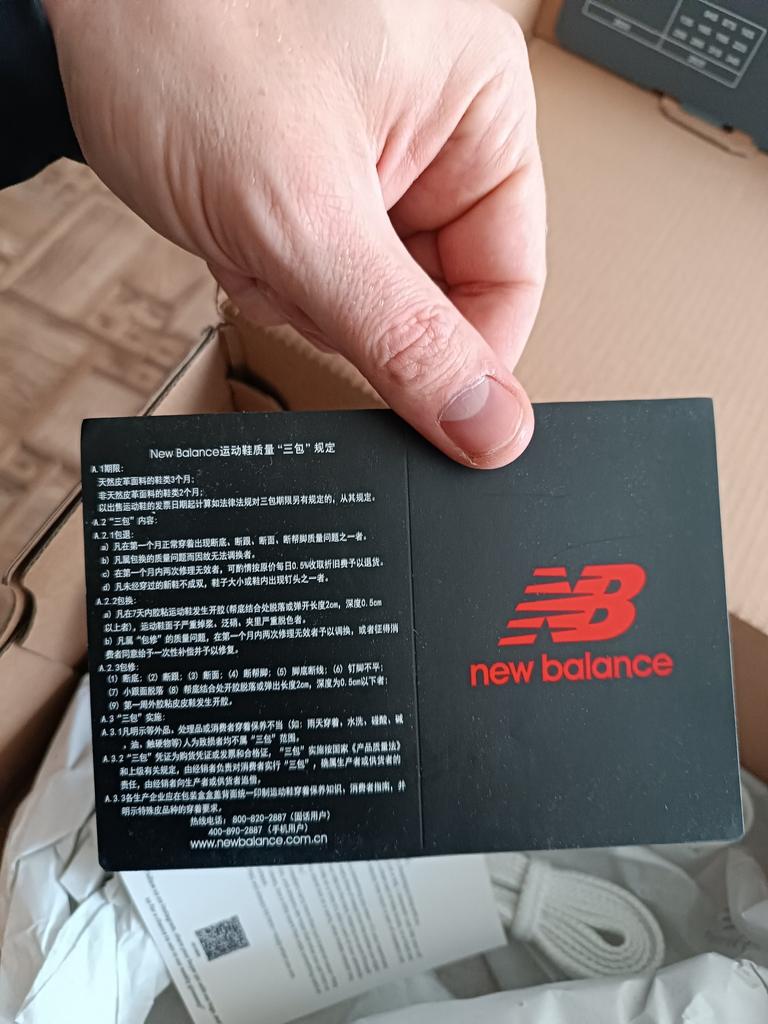 New Balance运动鞋质量“三包”规定
A.1期限:
天然皮革面料的鞋类3个月;
非天然皮革面料的鞋类2个月;
以出售运动鞋的发票日期起计算如法律法规对三包期限另有规定的，从其规定。
A.2“三包”内容:
A.2.1包退:
a) 凡在第一个月正常穿着出现断底、断跟、断面、断帮脚质量问题之一者。
b) 凡属包换的质量问题而因故无法调换者。
c) 在第一个月内两次修理无效者，可酌情按原价每日0.5%收取折旧费予以退货。
d) 凡未经穿过的新鞋不成双，鞋子大小或鞋内出现钉头之一者。
A.2.2包换:
a) 凡在7天内胶粘运动鞋发生开胶(帮底结合处脱落或弹开长度2cm，深度0.5cm
以上者)，运动鞋面子严重掉浆、泛硝、夹里严重脱色者。
b) 凡属“包修”的质量问题，在第一个月内两次修理无效者予以调换，或者征得消
费者同意给予一次性补偿并予以修复。
A.2.3包修:
(1) 断底; (2) 断跟; (3) 断面; (4) 断帮脚; (5) 脚底断线; (6) 钉脚不平;
(7) 小跟面脱落 (8) 帮底结合处开胶脱落或弹出长度2cm，深度为0.5cm以下者;
(9) 第一周外胶粘皮皮鞋发生开胶。
A.3“三包”实施:
A.3.1凡明示等外品、处理品或消费者穿着保养不当 (如: 雨天穿着，水洗，碰酸、碱
、油，触硬物等)人为致损者均不属“三包”范围。
A.3.2“三包”凭证为购货凭证或发票和合格证，“三包”实施按国家《产品质量法》
和上级有关规定，由经销者负责对消费者实行“三包”，确属生产者或供货者的
责任，由经销者向生产者或供货者追偿。
A.3.3各生产企业应在包装盒盒盖背面统一印制运动鞋穿着保养知识，消费者指南，并
明示特殊皮品种的穿着要求。
热线电话: 800-820-2887 (固话用户)
400-890-2887 (手机用户)
www.newbalance.com.cn
NB
new balance